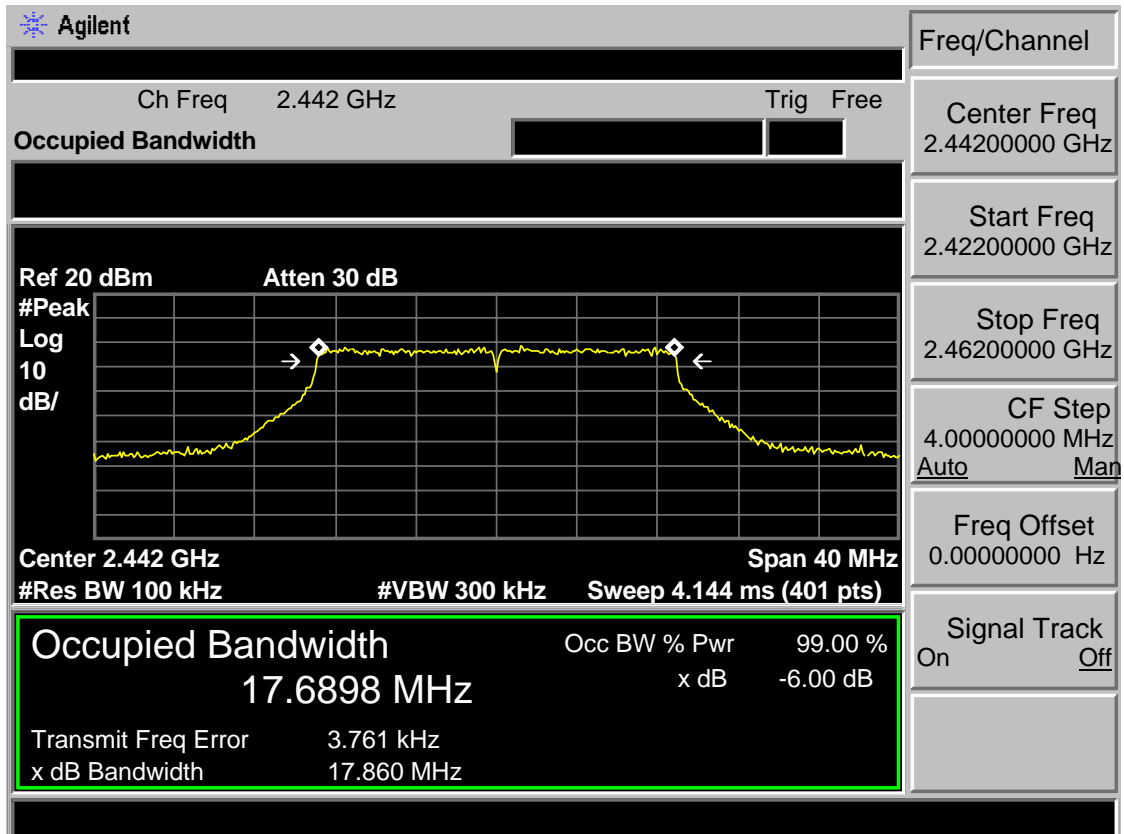 Agilent
Freq/Channel
Ch Freq 2.442 GHz Trig Free
Occupied Bandwidth
Center Freq
2.44200000 GHz
Start Freq
2.42200000 GHz
Stop Freq
2.46200000 GHz
CF Step
4.00000000 MHz
Auto Man
Freq Offset
0.00000000 Hz
Signal Track
On Off
Ref 20 dBm Atten 30 dB
#Peak
Log
10
dB/
Center 2.442 GHz Span 40 MHz
#Res BW 100 kHz #VBW 300 kHz Sweep 4.144 ms (401 pts)
Occupied Bandwidth Occ BW % Pwr 99.00 %
17.6898 MHz x dB -6.00 dB
Transmit Freq Error 3.761 kHz
x dB Bandwidth 17.860 MHz